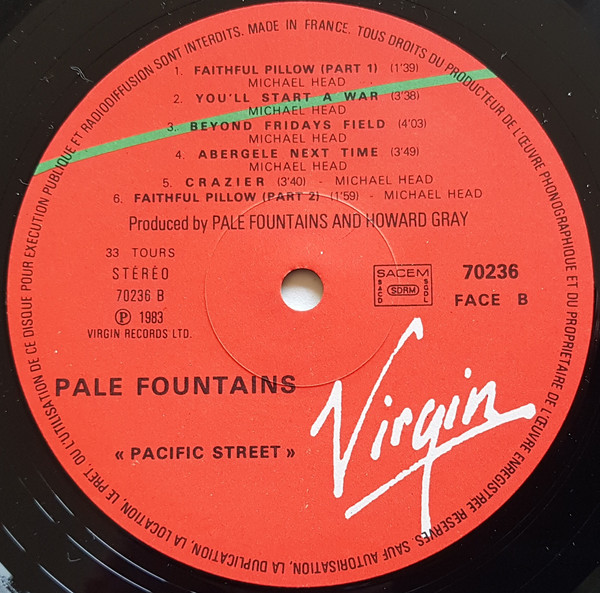 TOUS DROITS DU PRODUCTEUR DE L'ŒUVRE PHONOGRAPHIQUE ET DU PROPRIETAIRE DE L'ŒUVRE ENREGISTREE RESERVES. SAUF AUTORISATION, LA DUPLICATION, LA LOCATION, LE PRET, OU L'UTILISATION DE CE DISQUE POUR EXECUTION PUBLIQUE ET RADIODIFFUSION SONT INTERDITS. MADE IN FRANCE.
1. FAITHFUL PILLOW (PART 1) (1'39)
MICHAEL HEAD
2. YOU'LL START A WAR (3'38)
MICHAEL HEAD
3. BEYOND FRIDAYS FIELD (4'03)
MICHAEL HEAD
4. ABERGELE NEXT TIME (3'49)
MICHAEL HEAD
5. CRAZIER (3'40) - MICHAEL HEAD
6. FAITHFUL PILLOW (PART 2) (1'59) - MICHAEL HEAD
Produced by PALE FOUNTAINS AND HOWARD GRAY
33 TOURS
STÉRÉO
70236 B
Ⓟ 1983
VIRGIN RECORDS LTD.
SACEM
SACD
SDRM
SGDL
70236
FACE B
PALE FOUNTAINS
« PACIFIC STREET »
Virgin